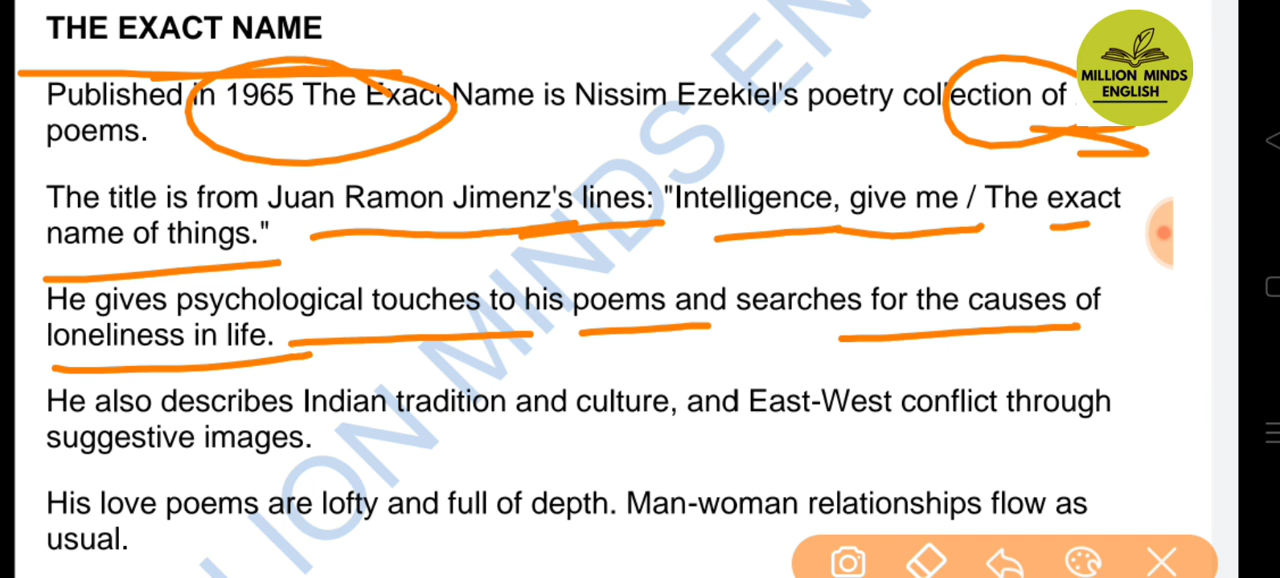 THE EXACT NAME
MILLION MINDS
ENGLISH
Published in 1965 The Exact Name is Nissim Ezekiel's poetry collection of
poems.
The title is from Juan Ramon Jimenz's lines: "Intelligence, give me / The exact
name of things."
He gives psychological touches to his poems and searches for the causes of
loneliness in life.
He also describes Indian tradition and culture, and East-West conflict through
suggestive images.
His love poems are lofty and full of depth. Man-woman relationships flow as
usual.
LION MINDS EN